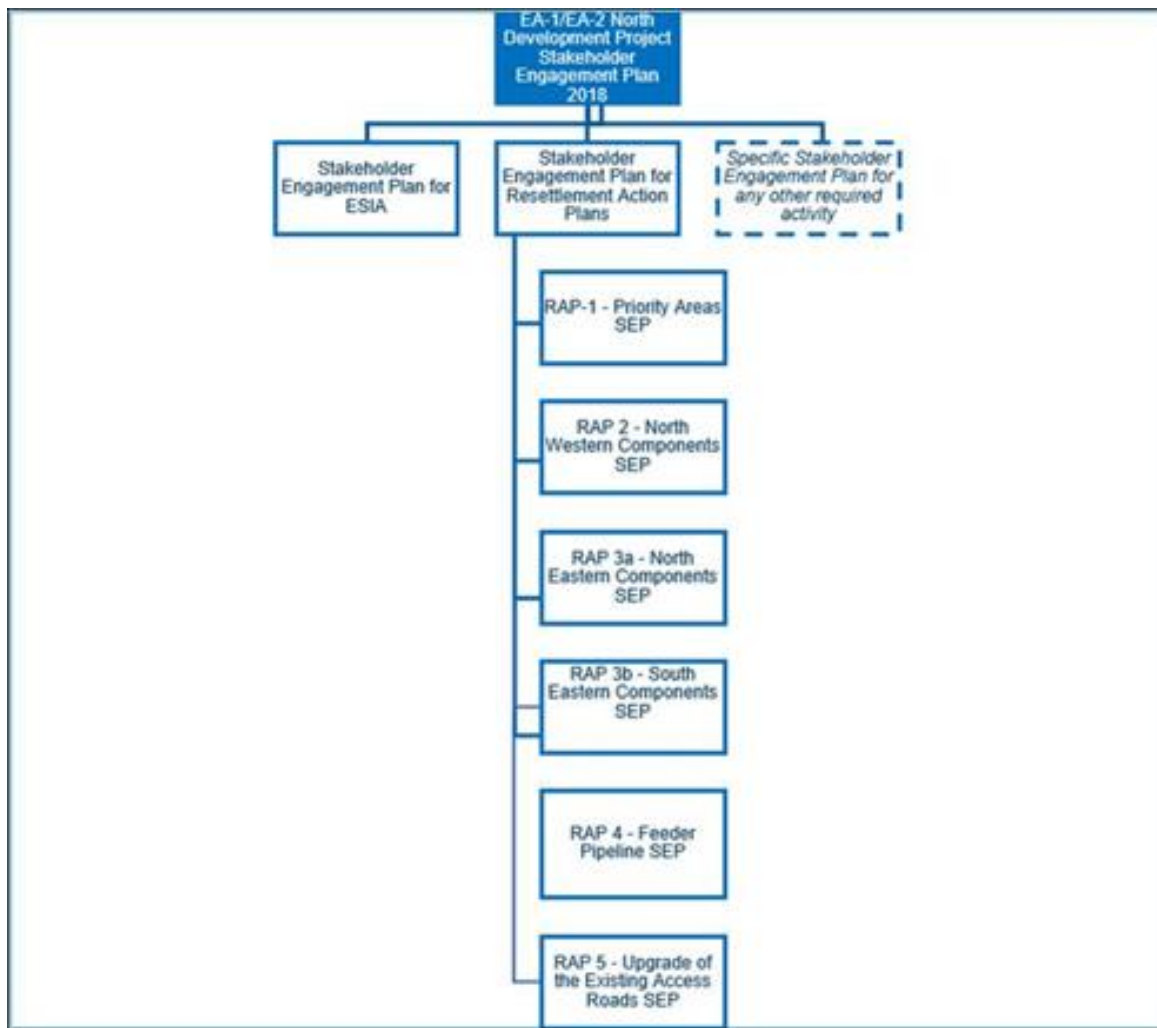 EA-1/EA-2 North
Development Project
Stakeholder
Engagement Plan
2018
Stakeholder
Engagement Plan for
ESIA
Stakeholder
Engagement Plan for
Resettlement Action
Plans
Specific Stakeholder
Engagement Plan for
any other required
activity
RAP-1 - Priority Areas
SEP
RAP 2 - North
Western Components
SEP
RAP 3a - North
Eastern Components
SEP
RAP 3b - South
Eastern Components
SEP
RAP 4 - Feeder
Pipeline SEP
RAP 5 - Upgrade of
the Existing Access
Roads SEP